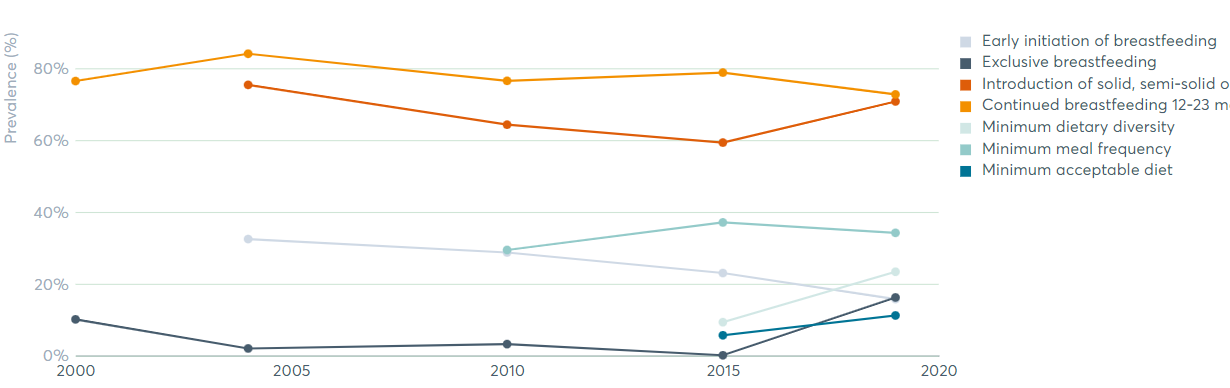 Prevalence (%)
80%
60%
40%
20%
0%
2000 2005 2010 2015 2020
Early initiation of breastfeeding
Exclusive breastfeeding
Introduction of solid, semi-solid o
Continued breastfeeding 12-23 m
Minimum dietary diversity
Minimum meal frequency
Minimum acceptable diet